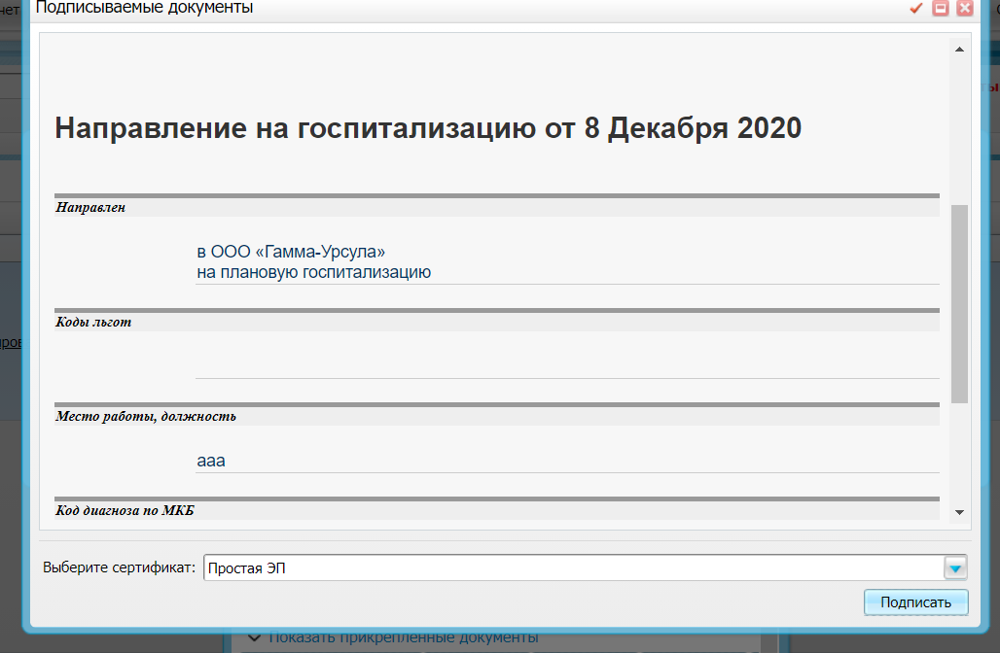 Подписываемые документы
Направление на госпитализацию от 8 Декабря 2020
Направлен
в ООО «Гамма-Урсула»
на плановую госпитализацию
Коды льгот
Место работы, должность
ааа
Код диагноза по МКБ
Выберите сертификат: Простая ЭП
Подписать
Показать прикрепленные документы